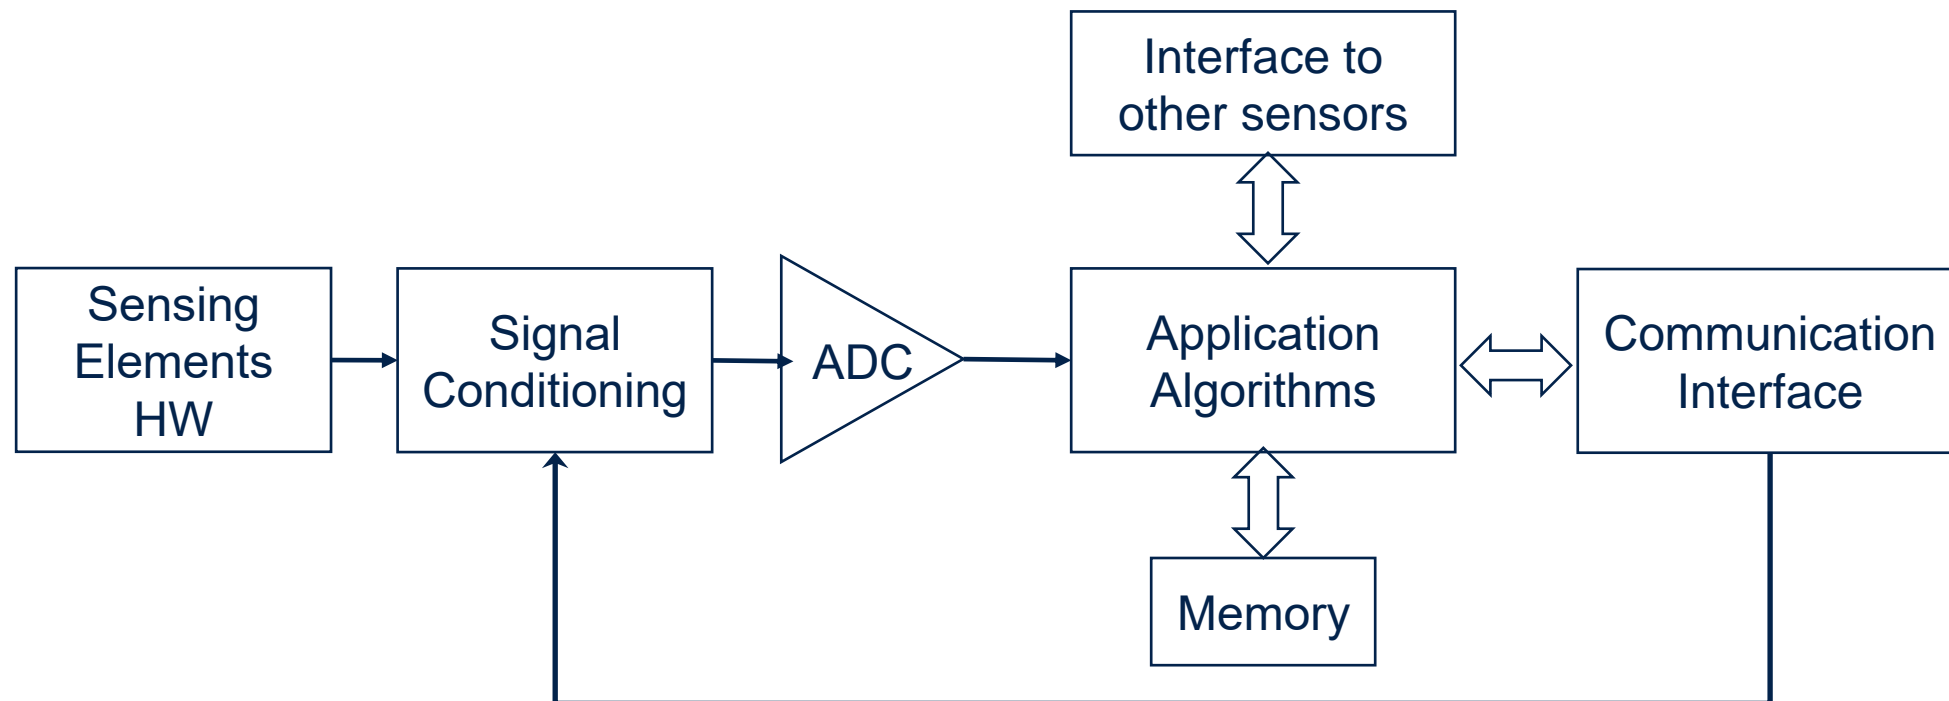 Interface to
other sensors
Sensing
Elements
HW
Signal
Conditioning
ADC
Application
Algorithms
Communication
Interface
Memory